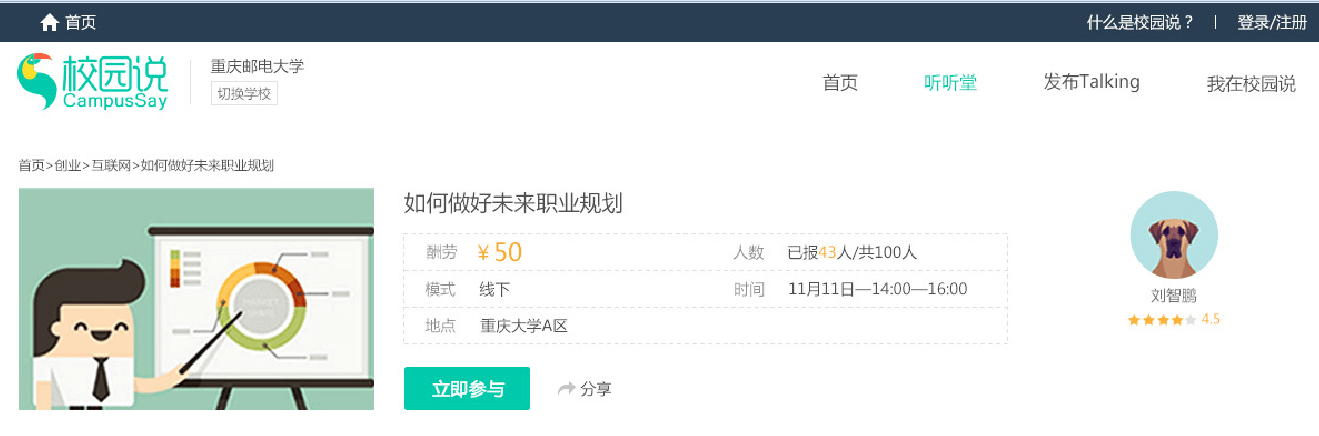 首页
什么是校园说？ | 登录/注册
校园说
CampusSay
重庆邮电大学
切换学校
首页 听听堂 发布Talking 我在校园说
首页>创业>互联网>如何做好未来职业规划
如何做好未来职业规划
酬劳 ¥50 人数 已报43人/共100人
模式 线下 时间 11月11日—14:00—16:00
地点 重庆大学A区
立即参与 分享
刘智鹏
4.5